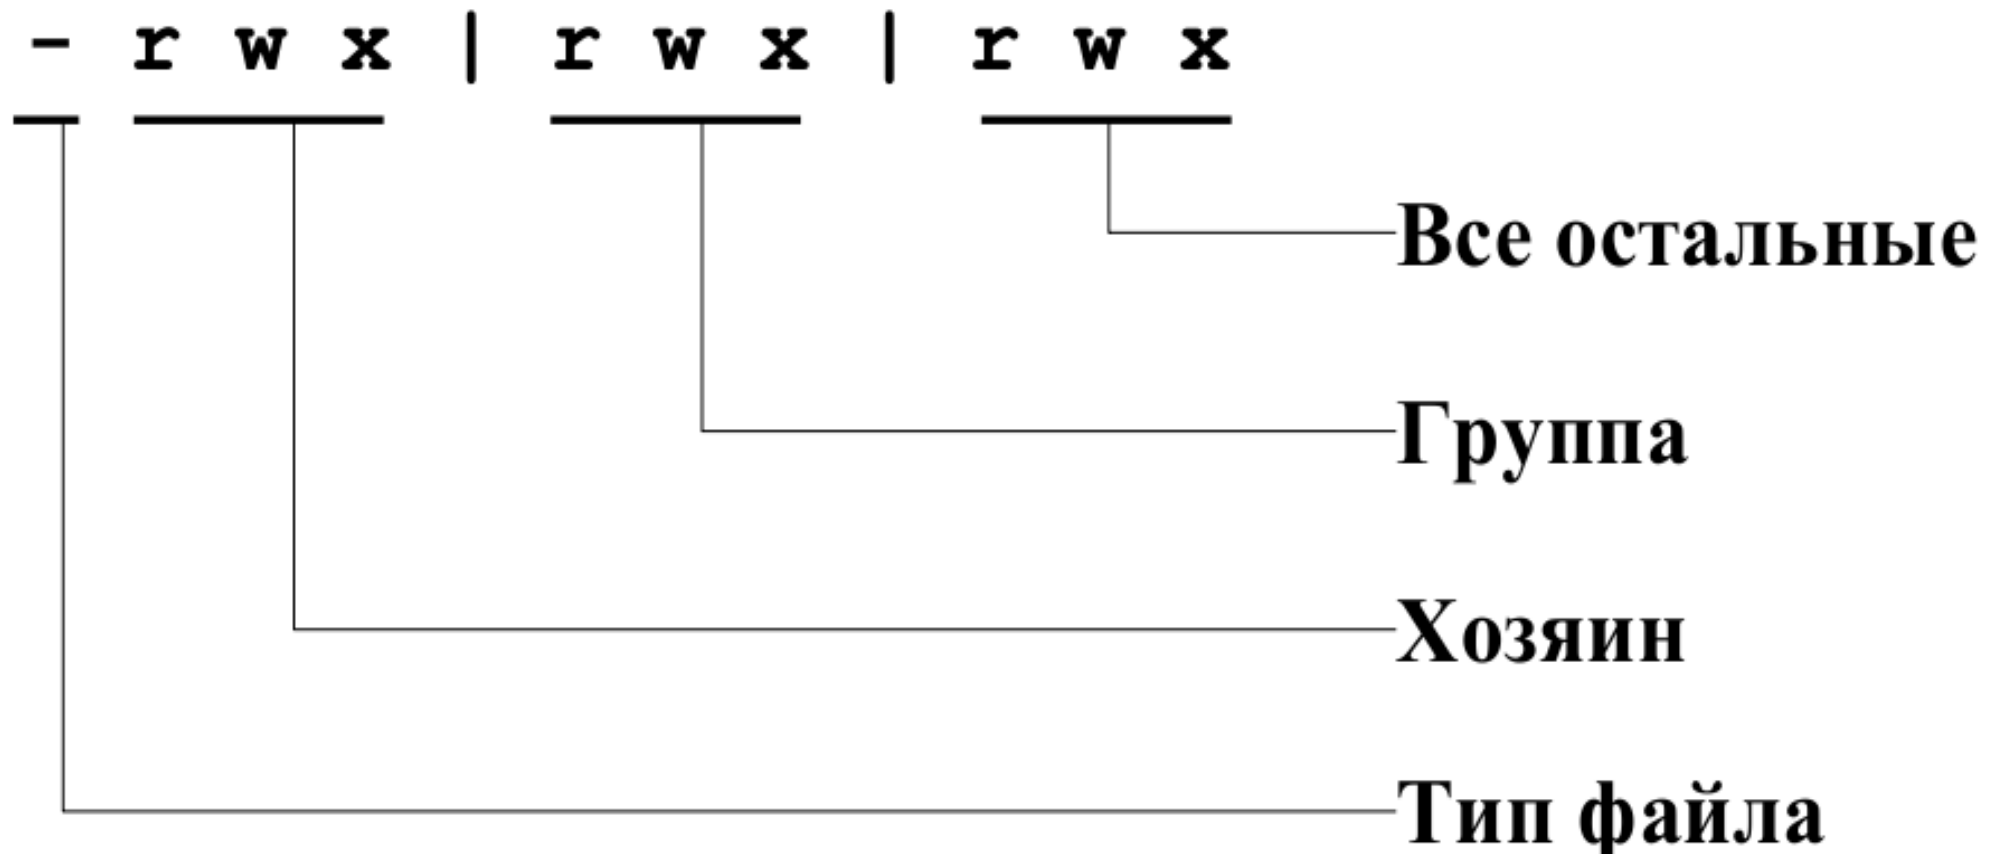 - r w x | r w x | r w x
Все остальные
Группа
Хозяин
Тип файла